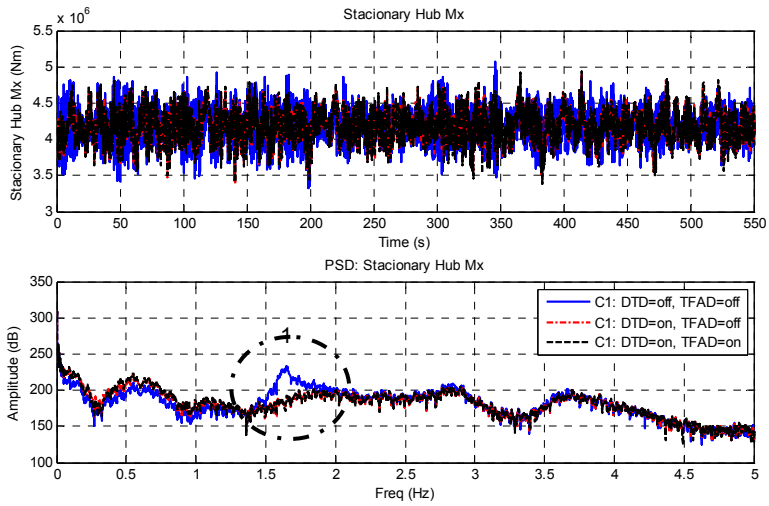 Stacionary Hub Mx
x 10^6
5.5
5
4.5
4
3.5
3
Stacionary Hub Mx (Nm)
0 50 100 150 200 250 300 350 400 450 500 550
Time (s)
PSD: Stacionary Hub Mx
350
300
250
200
150
100
Amplitude (dB)
1
C1: DTD=off, TFAD=off
C1: DTD=on, TFAD=off
C1: DTD=on, TFAD=on
0 0.5 1 1.5 2 2.5 3 3.5 4 4.5 5
Freq (Hz)